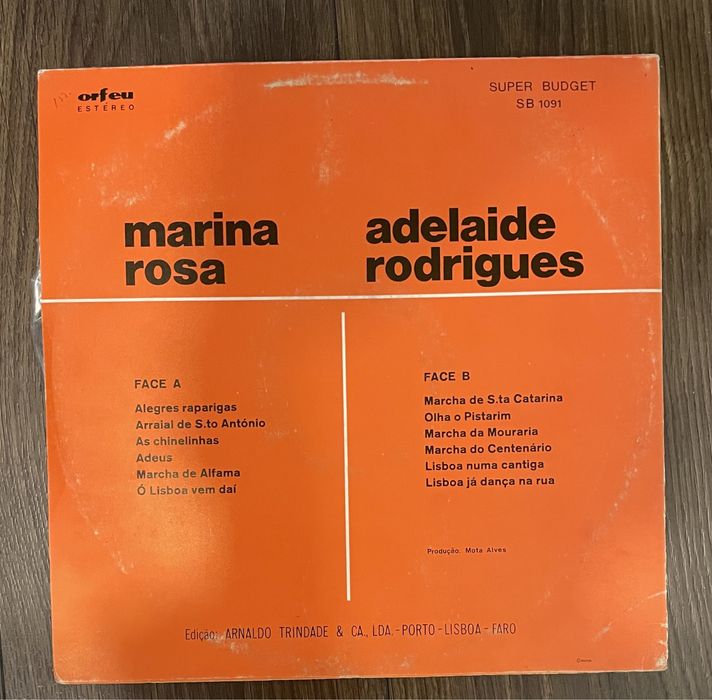 orfeu
ESTÉREO
SUPER BUDGET
SB 1091
marina
rosa
adelaide
rodrigues
FACE A
Alegres raparigas
Arraial de S.to António
As chinelinhas
Adeus
Marcha de Alfama
Ó Lisboa vem daí
FACE B
Marcha de S.ta Catarina
Olha o Pistarim
Marcha da Mouraria
Marcha do Centenário
Lisboa numa cantiga
Lisboa já dança na rua
Produção: Mota Alves
Edição: ARNALDO TRINDADE & CA., LDA. - PORTO - LISBOA - FARO